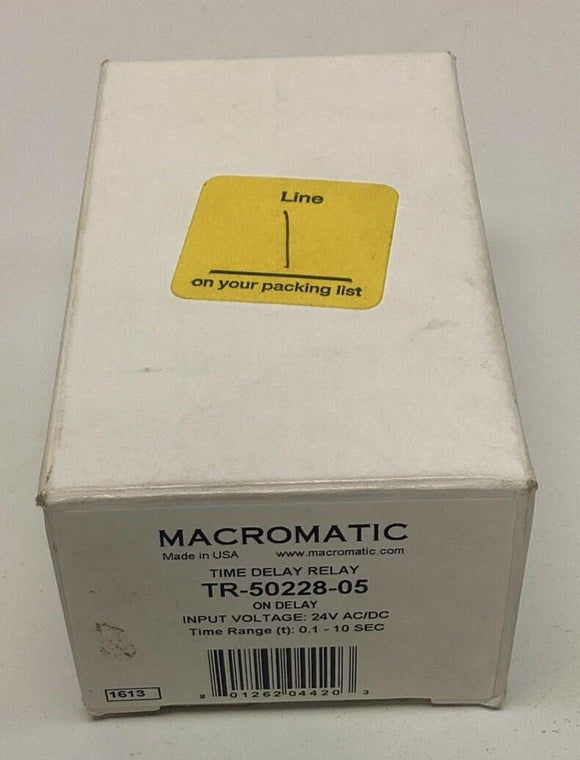 Line
1
on your packing list
MACROMATIC
Made in USA www.macromatic.com
TIME DELAY RELAY
TR-50228-05
ON DELAY
INPUT VOLTAGE: 24V AC/DC
Time Range (t): 0.1 - 10 SEC
1613
8 01262 04420 3